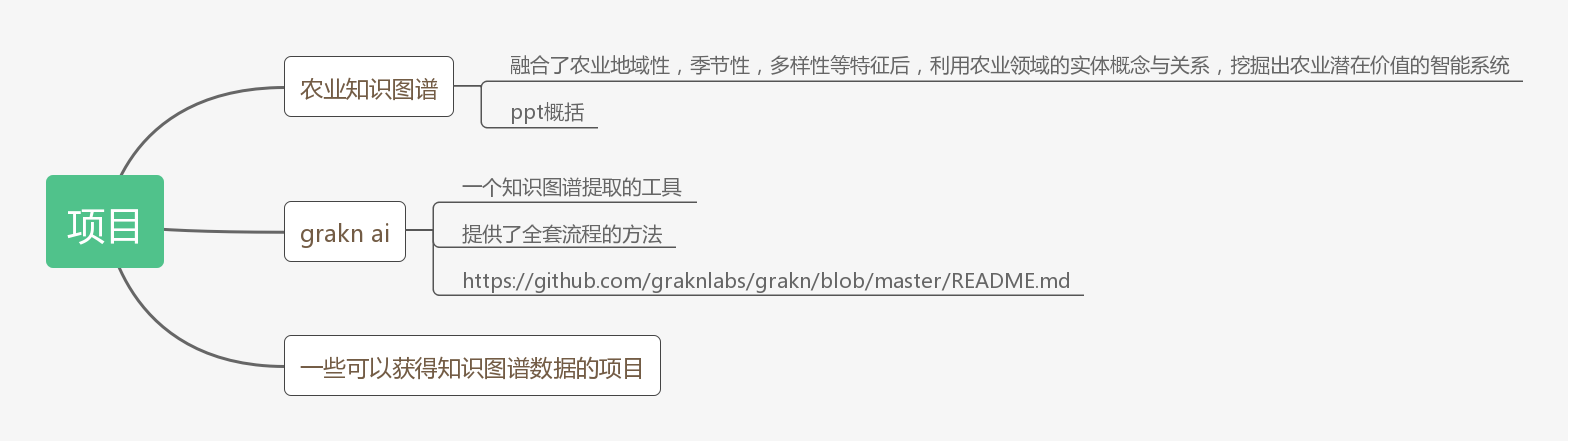 项目
农业知识图谱
融合了农业地域性，季节性，多样性等特征后，利用农业领域的实体概念与关系，挖掘出农业潜在价值的智能系统
ppt概括
grakn ai
一个知识图谱提取的工具
提供了全套流程的方法
https://github.com/graknlabs/grakn/blob/master/README.md
一些可以获得知识图谱数据的项目